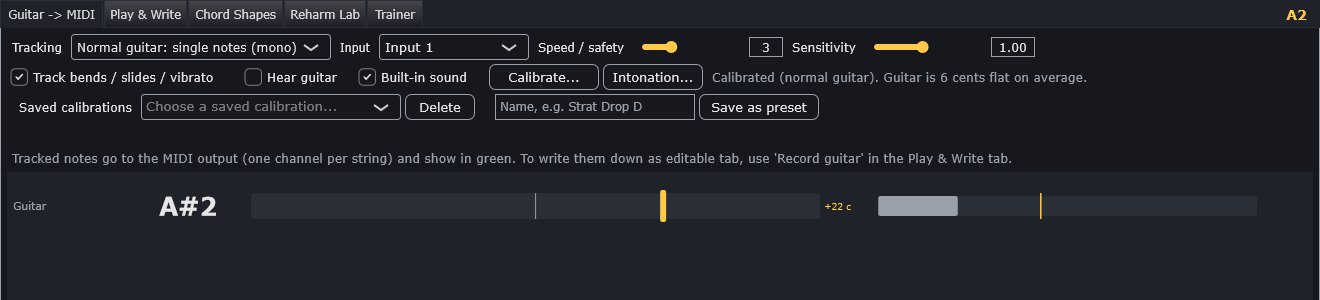 Guitar -> MIDI Play & Write Chord Shapes Reharm Lab Trainer A2
Tracking Normal guitar: single notes (mono) Input Input 1 Speed / safety 3 Sensitivity 1.00
Track bends / slides / vibrato Hear guitar Built-in sound Calibrate... Intonation... Calibrated (normal guitar). Guitar is 6 cents flat on average.
Saved calibrations Choose a saved calibration... Delete Name, e.g. Strat Drop D Save as preset
Tracked notes go to the MIDI output (one channel per string) and show in green. To write them down as editable tab, use 'Record guitar' in the Play & Write tab.
Guitar A#2 +22 c